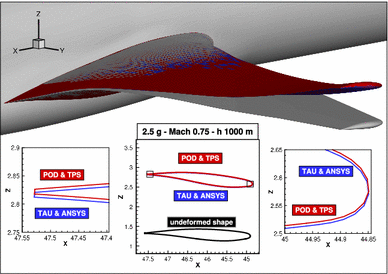 Z
X Y
2.5 g - Mach 0.75 - h 1000 m
2.9
2.85
2.8
2.75
z
POD & TPS
TAU & ANSYS
47.55 47.5 47.45 47.4
x
3.5
3
2.5
2
1.5
1
z
POD & TPS
TAU & ANSYS
undeformed shape
47.5 47 46.5 46 45.5 45
x
2.65
2.6
2.55
2.5
z
TAU & ANSYS
POD & TPS
45 44.95 44.9 44.85
x